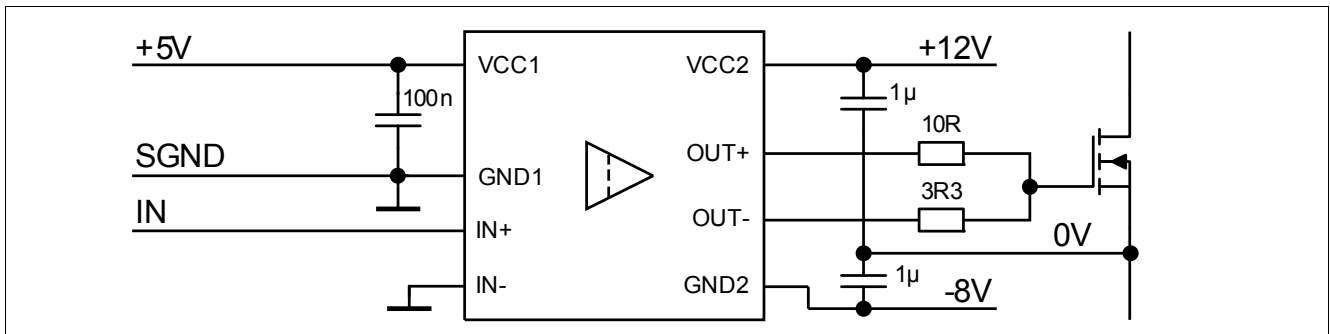 +5V
VCC1
VCC2
+12V
100n
1µ
10R
SGND
GND1
OUT+
3R3
IN
IN+
OUT-
0V
IN-
GND2
1µ
-8V